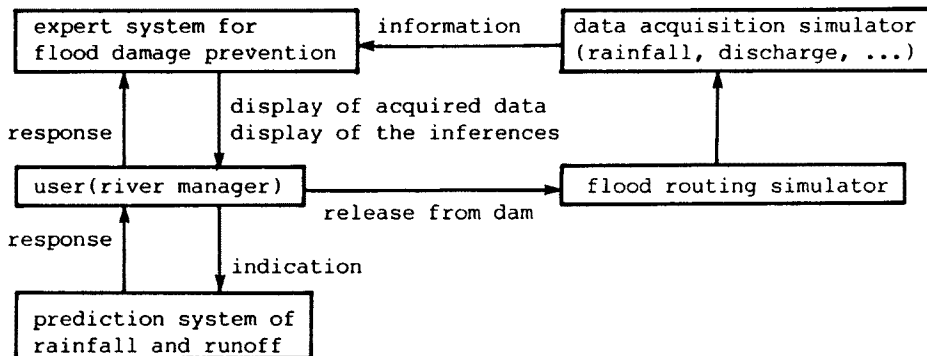 expert system for
flood damage prevention
information
data acquisition simulator
(rainfall, discharge, ...)
response
display of acquired data
display of the inferences
user(river manager)
release from dam
flood routing simulator
response
indication
prediction system of
rainfall and runoff